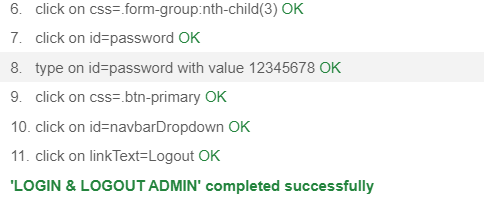 6. click on css=.form-group:nth-child(3) OK
7. click on id=password OK
8. type on id=password with value 12345678 OK
9. click on css=.btn-primary OK
10. click on id=navbarDropdown OK
11. click on linkText=Logout OK
'LOGIN & LOGOUT ADMIN' completed successfully